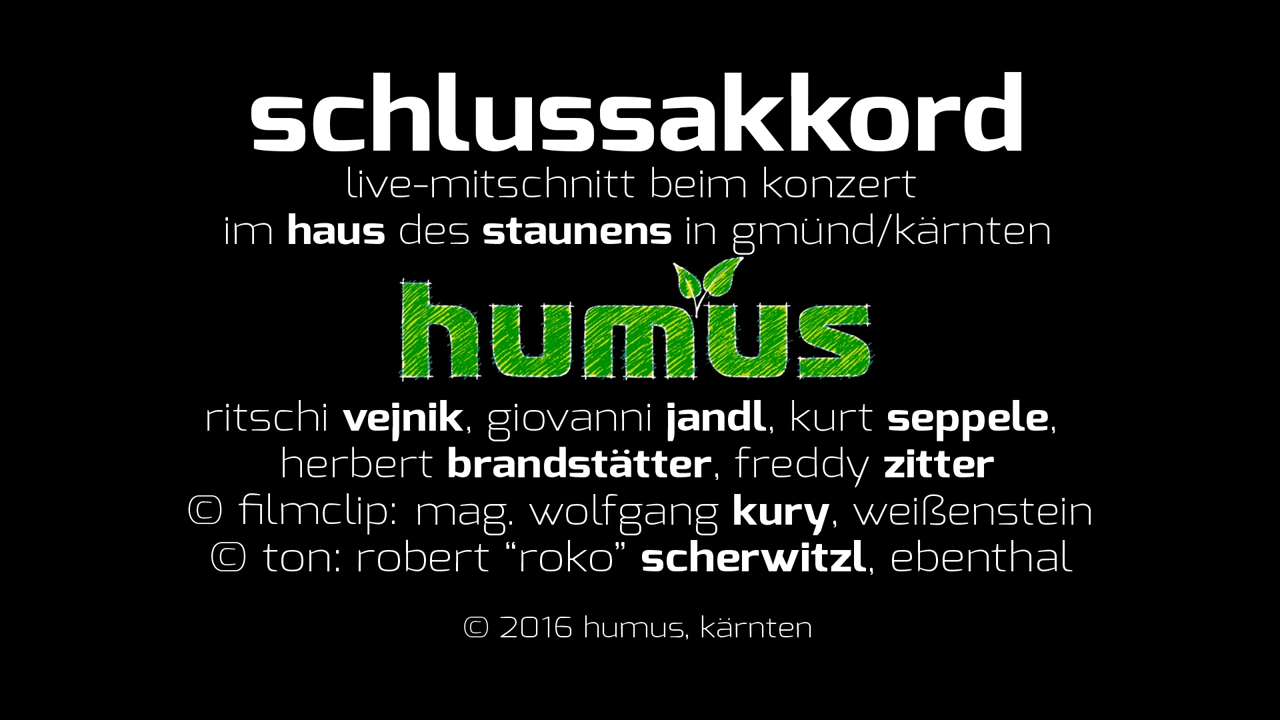 schlussakkord
live-mitschnitt beim konzert
im haus des staunens in gmünd/kärnten
humus
ritschi vejnik, giovanni jandl, kurt seppele,
herbert brandstätter, freddy zitter
© filmclip: mag. wolfgang kury, weißenstein
© ton: robert “roko” scherwitzl, ebenthal
© 2016 humus, kärnten